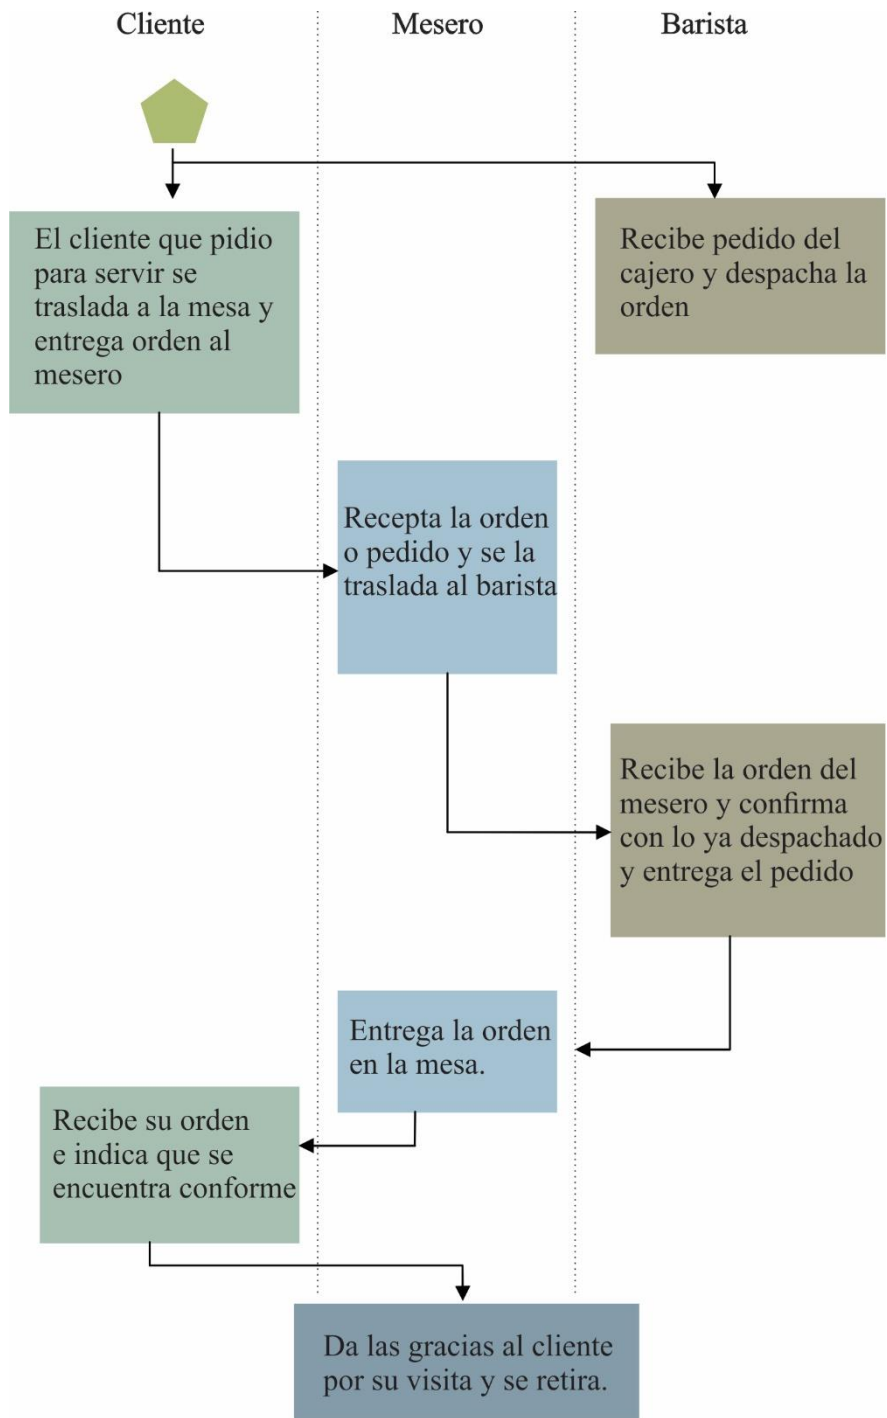 Cliente
Mesero
Barista
El cliente que pidio
para servir se
traslada a la mesa y
entrega orden al
mesero
Recibe pedido del
cajero y despacha la
orden
Recepta la orden
o pedido y se la
traslada al barista
Recibe la orden del
mesero y confirma
con lo ya despachado
y entrega el pedido
Entrega la orden
en la mesa.
Recibe su orden
e indica que se
encuentra conforme
Da las gracias al cliente
por su visita y se retira.